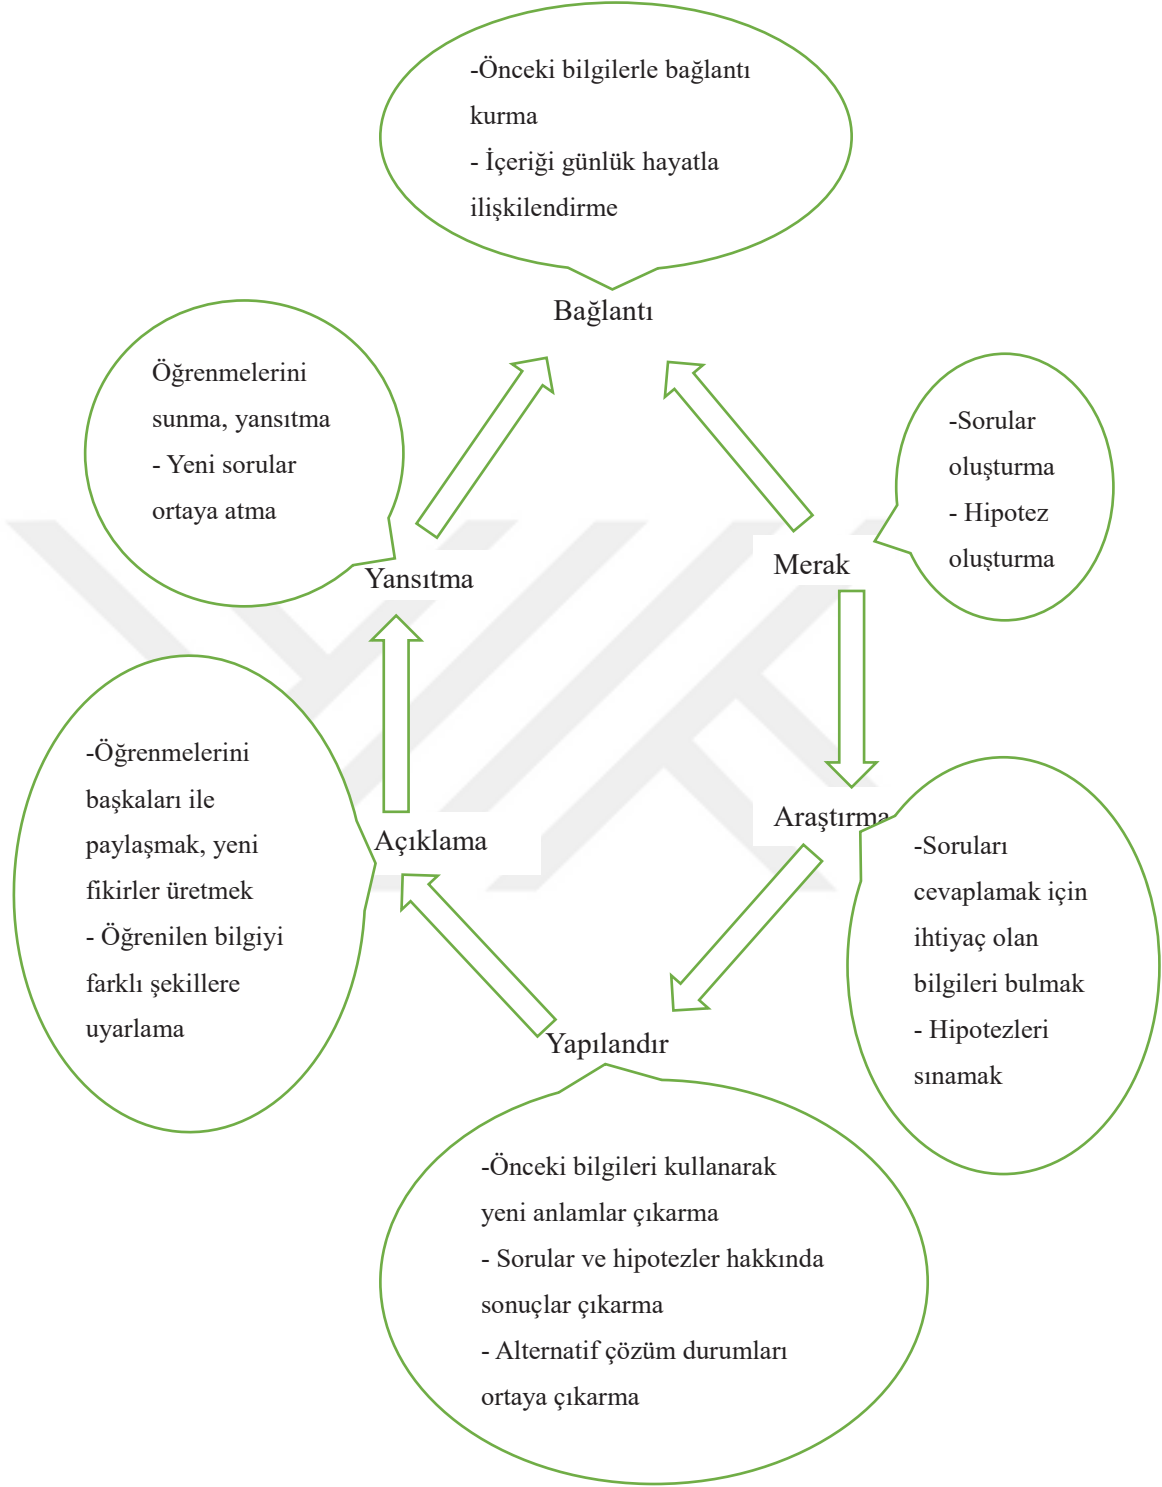 -Önceki bilgilerle bağlantı
kurma
- İçeriği günlük hayatla
ilişkilendirme
Bağlantı
Öğrenmelerini
sunma, yansıtma
- Yeni sorular
ortaya atma
-Sorular
oluşturma
- Hipotez
oluşturma
Yansıtma
Merak
-Öğrenmelerini
başkaları ile
paylaşmak, yeni
fikirler üretmek
- Öğrenilen bilgiyi
farklı şekillere
uyarlama
Açıklama
Araştırma
-Soruları
cevaplamak için
ihtiyaç olan
bilgileri bulmak
- Hipotezleri
sınamak
Yapılandır
-Önceki bilgileri kullanarak
yeni anlamlar çıkarma
- Sorular ve hipotezler hakkında
sonuçlar çıkarma
- Alternatif çözüm durumları
ortaya çıkarma